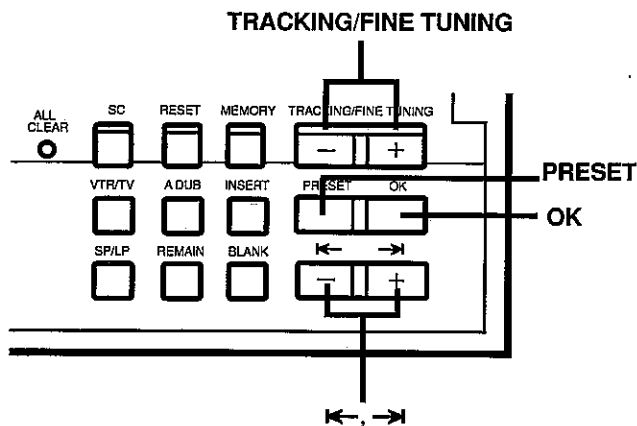 TRACKING/FINE TUNING
ALL CLEAR
SC RESET MEMORY TRACKING/FINE TUNING
− +
PRESET
VTR/TV A DUB INSERT PRESET OK
OK
SP/LP REMAIN BLANK |← →|
− +
|←, →|